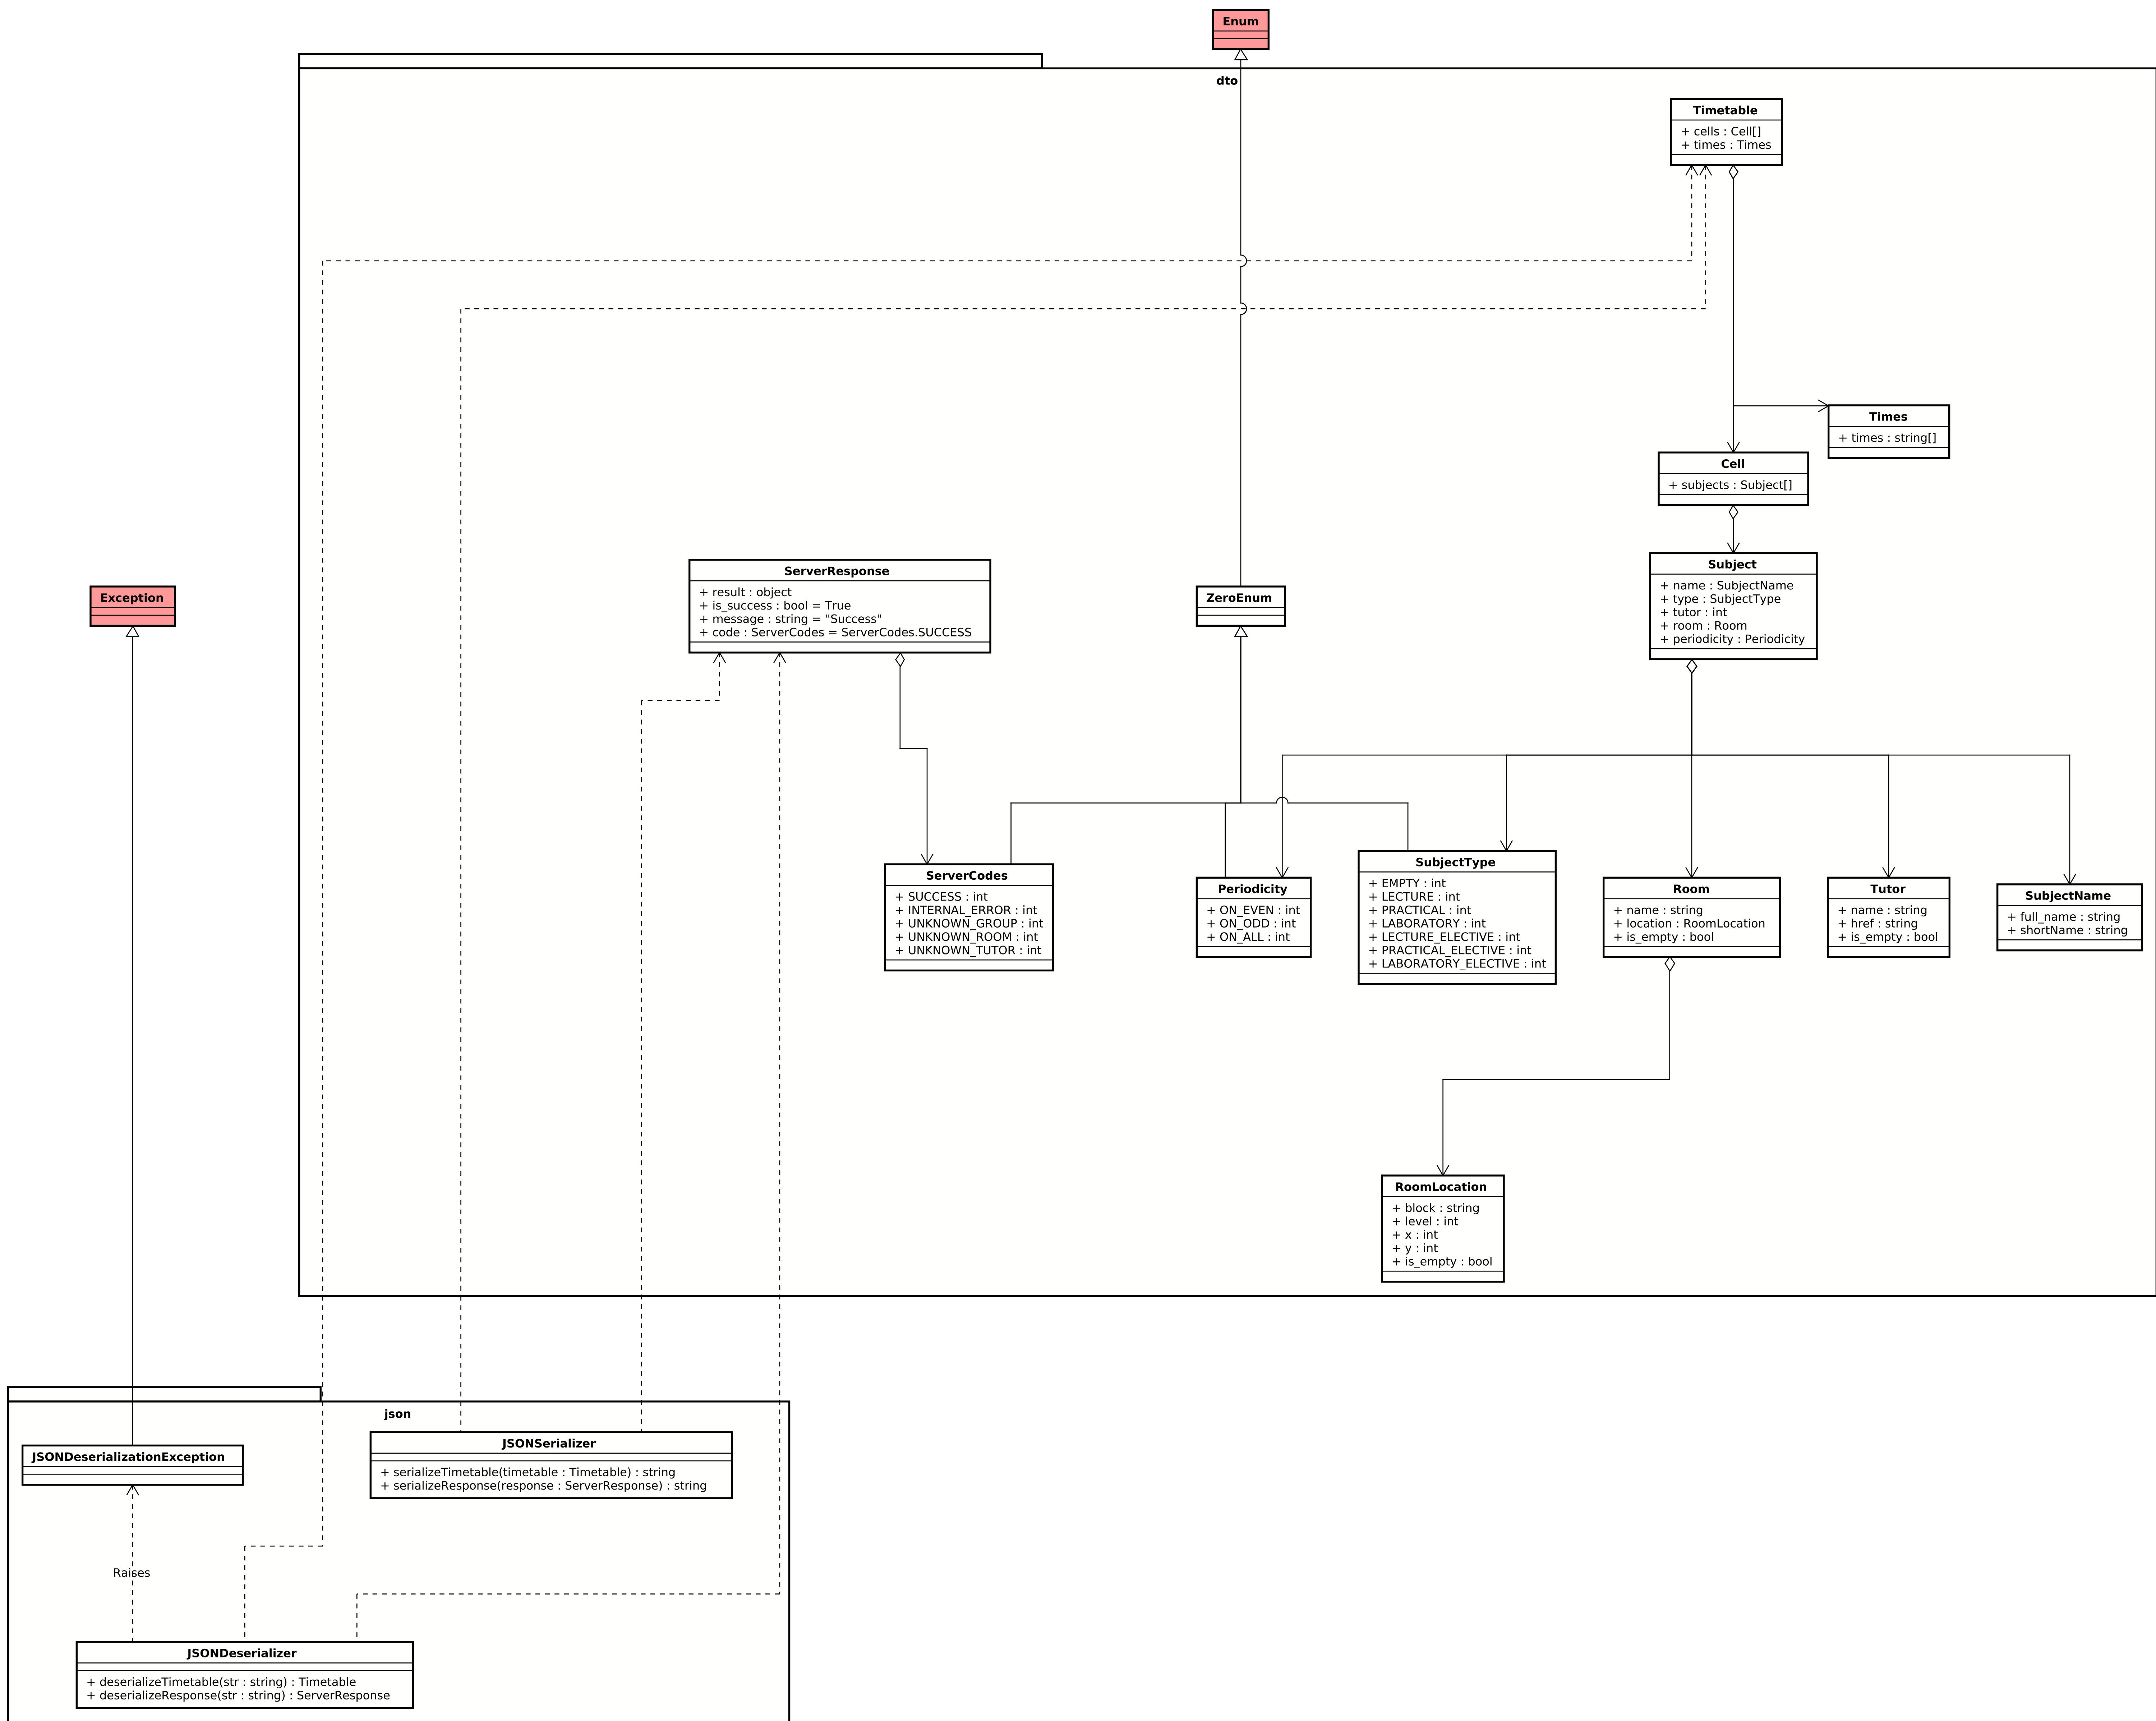 Enum
dto
Timetable
+ cells : Cell[]
+ times : Times
Times
+ times : string[]
Cell
+ subjects : Subject[]
Subject
+ name : SubjectName
+ type : SubjectType
+ tutor : int
+ room : Room
+ periodicity : Periodicity
ServerResponse
+ result : object
+ is_success : bool = True
+ message : string = "Success"
+ code : ServerCodes = ServerCodes.SUCCESS
Exception
ZeroEnum
ServerCodes
+ SUCCESS : int
+ INTERNAL_ERROR : int
+ UNKNOWN_GROUP : int
+ UNKNOWN_ROOM : int
+ UNKNOWN_TUTOR : int
Periodicity
+ ON_EVEN : int
+ ON_ODD : int
+ ON_ALL : int
SubjectType
+ EMPTY : int
+ LECTURE : int
+ PRACTICAL : int
+ LABORATORY : int
+ LECTURE_ELECTIVE : int
+ PRACTICAL_ELECTIVE : int
+ LABORATORY_ELECTIVE : int
Room
+ name : string
+ location : RoomLocation
+ is_empty : bool
Tutor
+ name : string
+ href : string
+ is_empty : bool
SubjectName
+ full_name : string
+ shortName : string
RoomLocation
+ block : string
+ level : int
+ x : int
+ y : int
+ is_empty : bool
json
JSONDeserializationException
JSONSerializer
+ serializeTimetable(timetable : Timetable) : string
+ serializeResponse(response : ServerResponse) : string
Raises
JSONDeserializer
+ deserializeTimetable(str : string) : Timetable
+ deserializeResponse(str : string) : ServerResponse